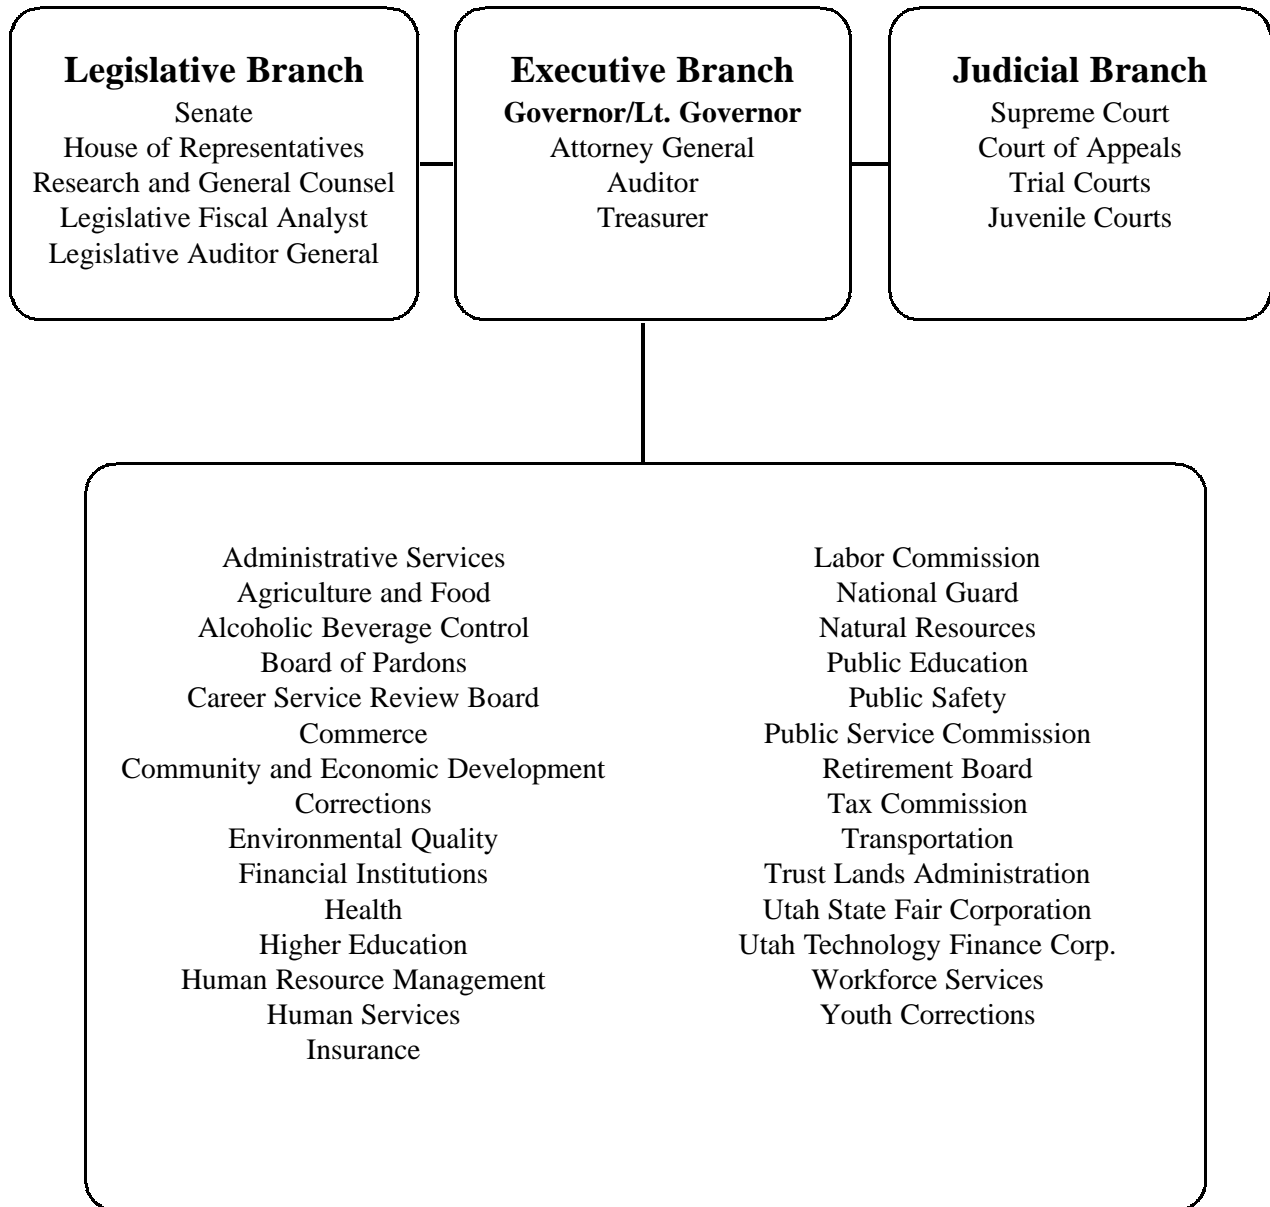 Legislative Branch
Senate
House of Representatives
Research and General Counsel
Legislative Fiscal Analyst
Legislative Auditor General
Executive Branch
Governor/Lt. Governor
Attorney General
Auditor
Treasurer
Judicial Branch
Supreme Court
Court of Appeals
Trial Courts
Juvenile Courts
Administrative Services
Agriculture and Food
Alcoholic Beverage Control
Board of Pardons
Career Service Review Board
Commerce
Community and Economic Development
Corrections
Environmental Quality
Financial Institutions
Health
Higher Education
Human Resource Management
Human Services
Insurance
Labor Commission
National Guard
Natural Resources
Public Education
Public Safety
Public Service Commission
Retirement Board
Tax Commission
Transportation
Trust Lands Administration
Utah State Fair Corporation
Utah Technology Finance Corp.
Workforce Services
Youth Corrections